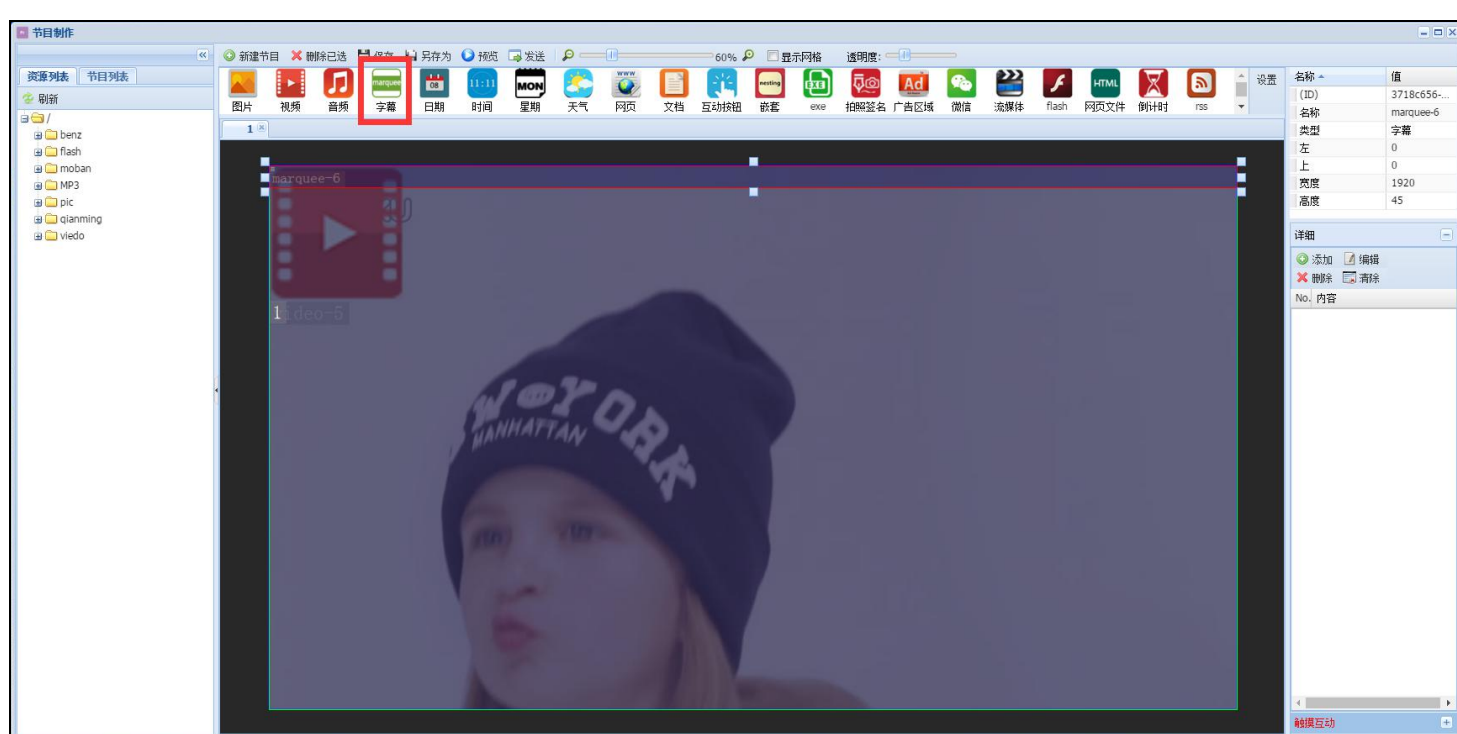 节目制作
资源列表 节目列表
刷新
/
benz
flash
moban
MP3
pic
qianming
viedo
新建节目 删除已选 保存 另存为 预览 发送 60% 显示网格 透明度:
marquee 08 11:11 MON WWW nesting EXE Ad HTML
图片 视频 音频 字幕 日期 时间 星期 天气 网页 文档 互动按钮 嵌套 exe 拍照签名 广告区域 微信 流媒体 flash 网页文件 倒计时 rss
设置
1
marquee-6
1 ideo-5
W YORK
MANHATTAN
名称 值
(ID) 3718c656-...
名称 marquee-6
类型 字幕
左 0
上 0
宽度 1920
高度 45
详细
添加 编辑
删除 清除
No. 内容
触摸互动